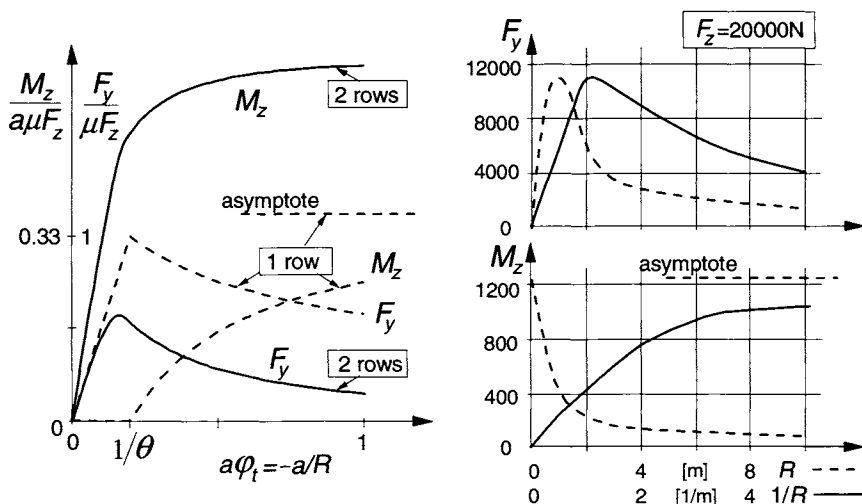 M_z
aμF_z
F_y
μF_z
M_z
2 rows
asymptote
0.33
1
1 row
M_z
F_y
F_y
2 rows
0
0
1/θ
1
aφ_t = -a/R
F_z=20000N
F_y
12000
8000
4000
0
M_z
asymptote
1200
800
400
0
0 4 [m] 8 R
0 2 [1/m] 4 1/R